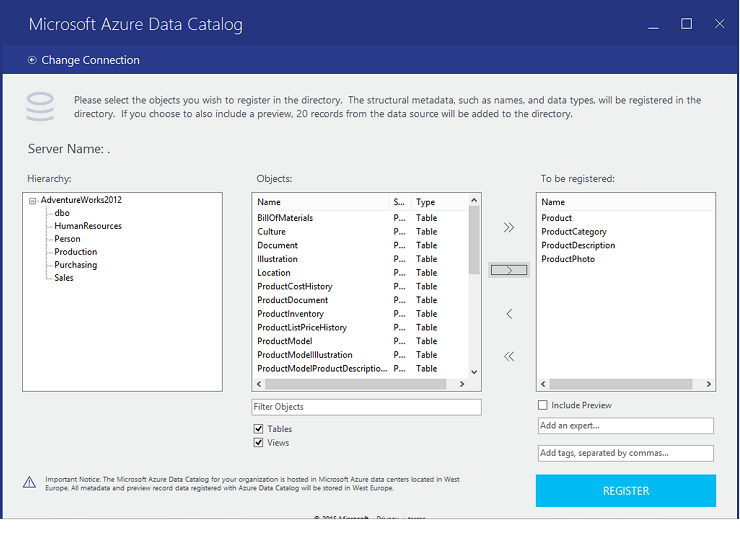 Microsoft Azure Data Catalog
Change Connection
Please select the objects you wish to register in the directory. The structural metadata, such as names, and data types, will be registered in the
directory. If you choose to also include a preview, 20 records from the data source will be added to the directory.
Server Name: .
Hierarchy:
AdventureWorks2012
dbo
HumanResources
Person
Production
Purchasing
Sales
Objects:
Name S... Type
BillOfMaterials P... Table
Culture P... Table
Document P... Table
Illustration P... Table
Location P... Table
ProductCostHistory P... Table
ProductDocument P... Table
ProductInventory P... Table
ProductListPriceHistory P... Table
ProductModel P... Table
ProductModelIllustration P... Table
ProductModelProductDescriptio... P... Table
Filter Objects
Tables
Views
To be registered:
Name
Product
ProductCategory
ProductDescription
ProductPhoto
Include Preview
Add an expert...
Add tags, separated by commas...
REGISTER
Important Notice: The Microsoft Azure Data Catalog for your organization is hosted in Microsoft Azure data centers located in West
Europe. All metadata and preview record data registered with Azure Data Catalog will be stored in West Europe.
© 2015 Microsoft - Privacy + terms